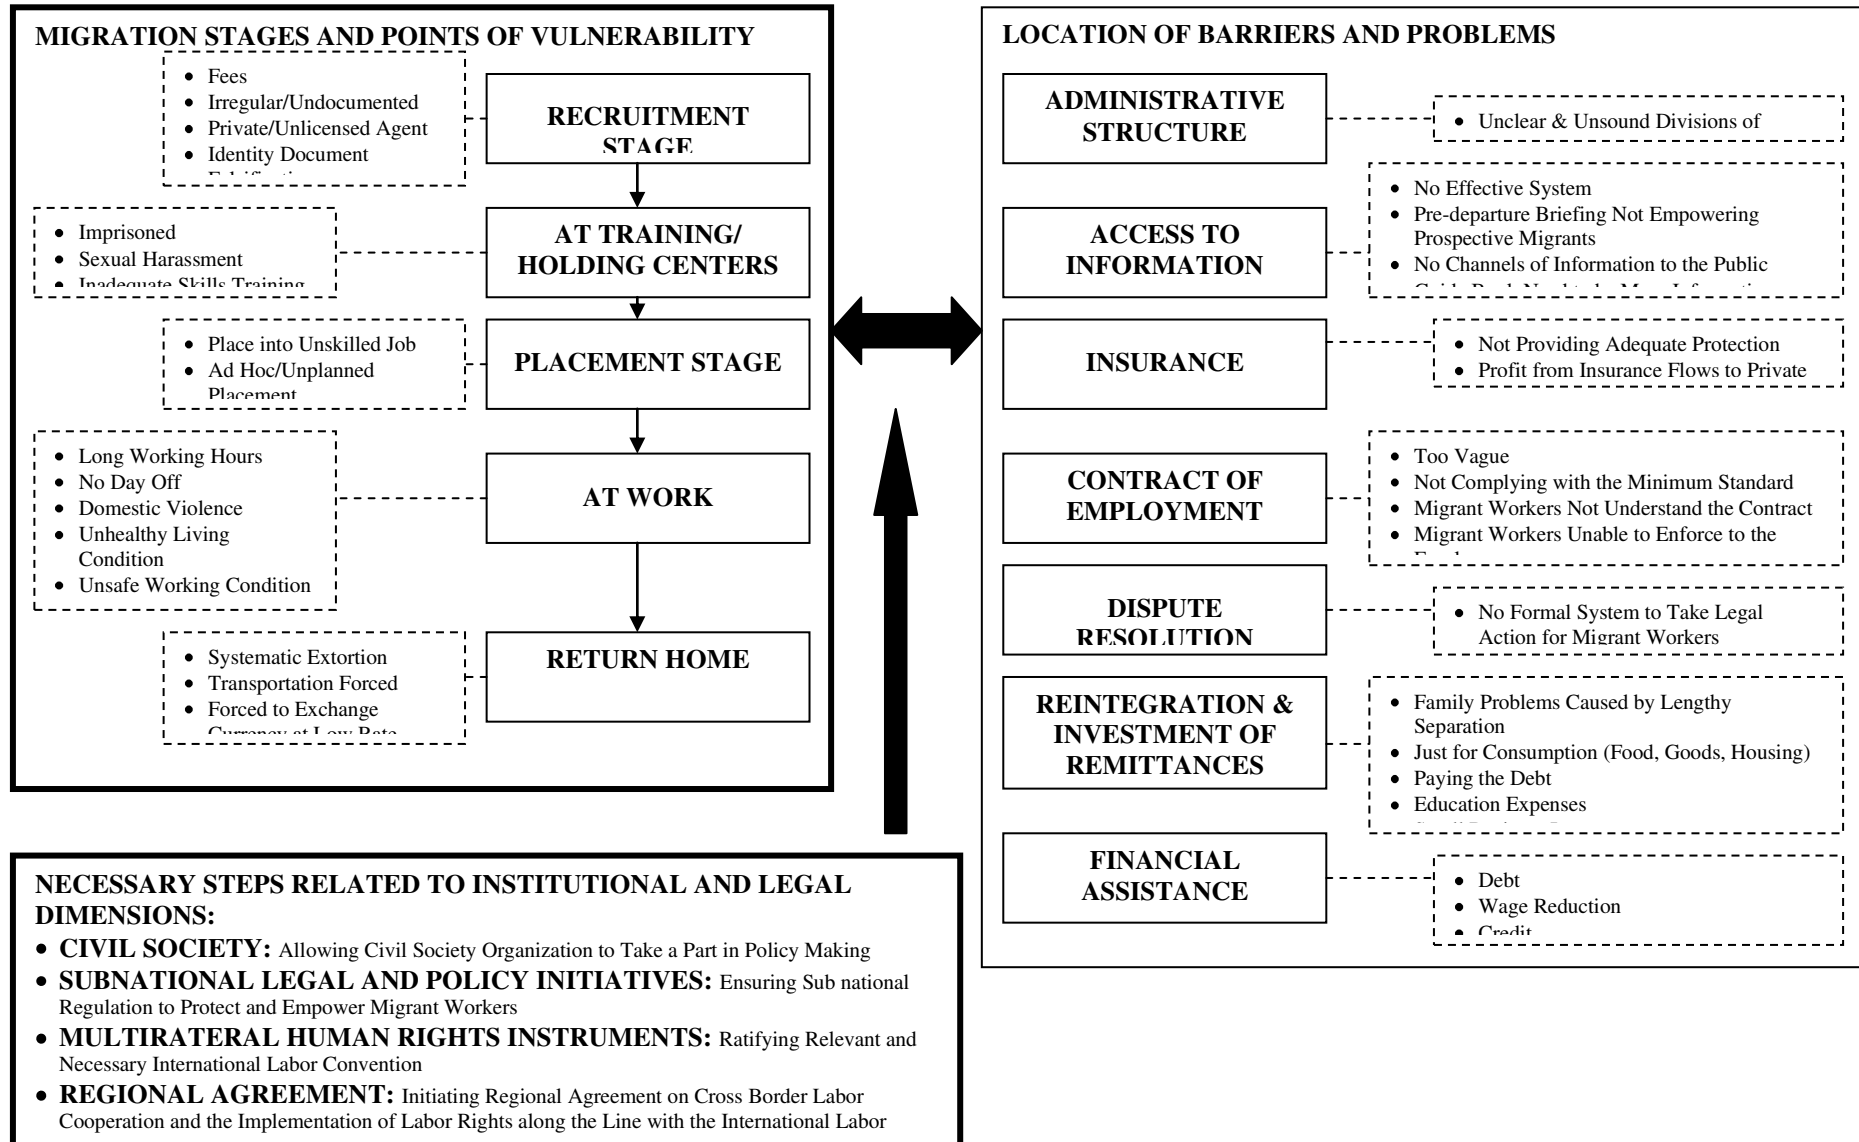 MIGRATION STAGES AND POINTS OF VULNERABILITY
• Fees
• Irregular/Undocumented
• Private/Unlicensed Agent
• Identity Document
RECRUITMENT
STAGE
• Imprisoned
• Sexual Harassment
• Inadequate Skills Training
AT TRAINING/
HOLDING CENTERS
• Place into Unskilled Job
• Ad Hoc/Unplanned
Placement
PLACEMENT STAGE
• Long Working Hours
• No Day Off
• Domestic Violence
• Unhealthy Living
Condition
• Unsafe Working Condition
AT WORK
• Systematic Extortion
• Transportation Forced
• Forced to Exchange
Currency at Low Rate
RETURN HOME
LOCATION OF BARRIERS AND PROBLEMS
ADMINISTRATIVE
STRUCTURE
• Unclear & Unsound Divisions of
ACCESS TO
INFORMATION
• No Effective System
• Pre-departure Briefing Not Empowering
Prospective Migrants
• No Channels of Information to the Public
INSURANCE
• Not Providing Adequate Protection
• Profit from Insurance Flows to Private
CONTRACT OF
EMPLOYMENT
• Too Vague
• Not Complying with the Minimum Standard
• Migrant Workers Not Understand the Contract
• Migrant Workers Unable to Enforce to the
DISPUTE
RESOLUTION
• No Formal System to Take Legal
Action for Migrant Workers
REINTEGRATION &
INVESTMENT OF
REMITTANCES
• Family Problems Caused by Lengthy
Separation
• Just for Consumption (Food, Goods, Housing)
• Paying the Debt
• Education Expenses
FINANCIAL
ASSISTANCE
• Debt
• Wage Reduction
• Credit
NECESSARY STEPS RELATED TO INSTITUTIONAL AND LEGAL
DIMENSIONS:
• CIVIL SOCIETY: Allowing Civil Society Organization to Take a Part in Policy Making
• SUBNATIONAL LEGAL AND POLICY INITIATIVES: Ensuring Sub national
Regulation to Protect and Empower Migrant Workers
• MULTIRATERAL HUMAN RIGHTS INSTRUMENTS: Ratifying Relevant and
Necessary International Labor Convention
• REGIONAL AGREEMENT: Initiating Regional Agreement on Cross Border Labor
Cooperation and the Implementation of Labor Rights along the Line with the International Labor